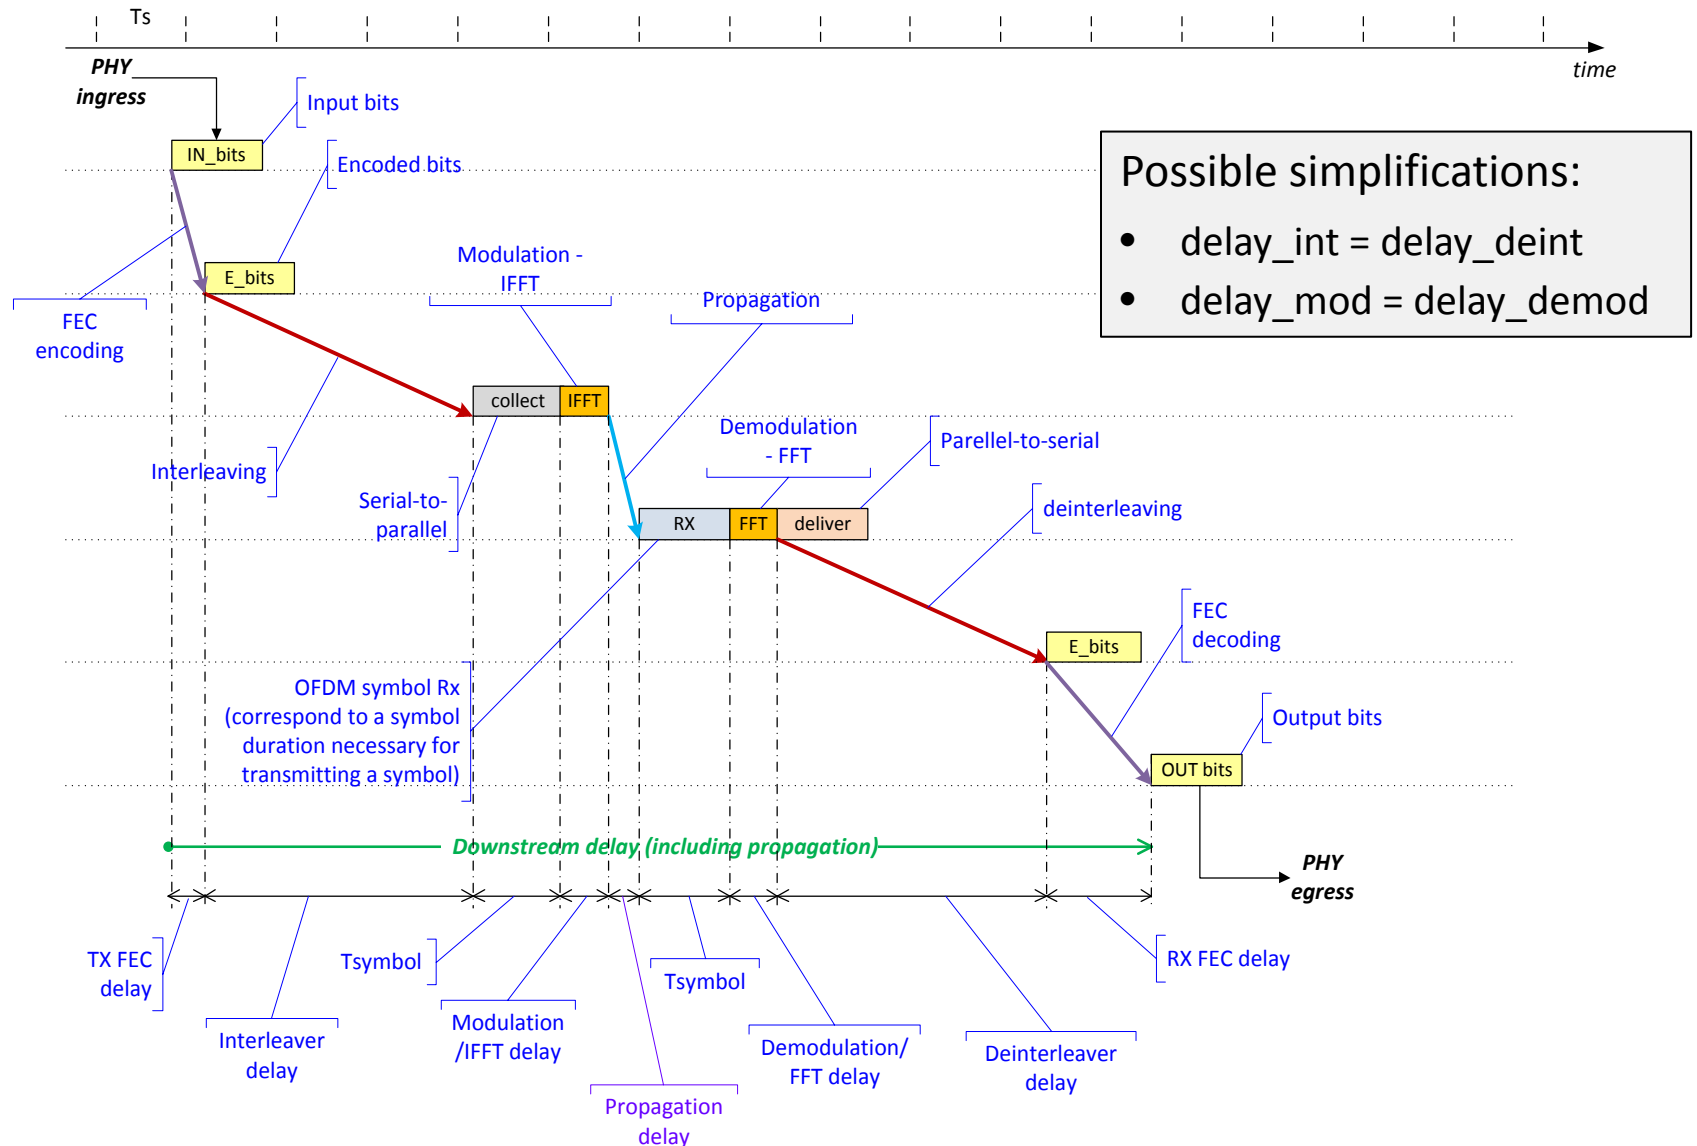 Ts
time
PHY
ingress
Input bits
IN_bits
Encoded bits
Possible simplifications:
• delay_int = delay_deint
• delay_mod = delay_demod
E_bits
Modulation -
IFFT
Propagation
FEC
encoding
collect
IFFT
Demodulation
- FFT
Parellel-to-serial
Interleaving
Serial-to-
parallel
RX
FFT
deliver
deinterleaving
FEC
decoding
E_bits
OFDM symbol Rx
(correspond to a symbol
duration necessary for
transmitting a symbol)
Output bits
OUT bits
Downstream delay (including propagation)
PHY
egress
TX FEC
delay
Tsymbol
Tsymbol
RX FEC delay
Interleaver
delay
Modulation
/IFFT delay
Demodulation/
FFT delay
Deinterleaver
delay
Propagation
delay